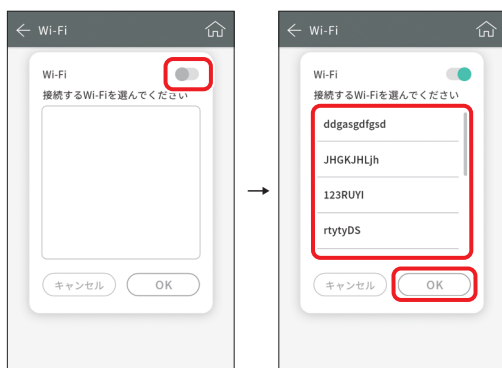 Wi-Fi
Wi-Fi
接続するWi-Fiを選んでください
キャンセル
OK
→
Wi-Fi
Wi-Fi
接続するWi-Fiを選んでください
ddgasgdfgsd
JHGKJHLjh
123RUYI
rtytyDS
キャンセル
OK